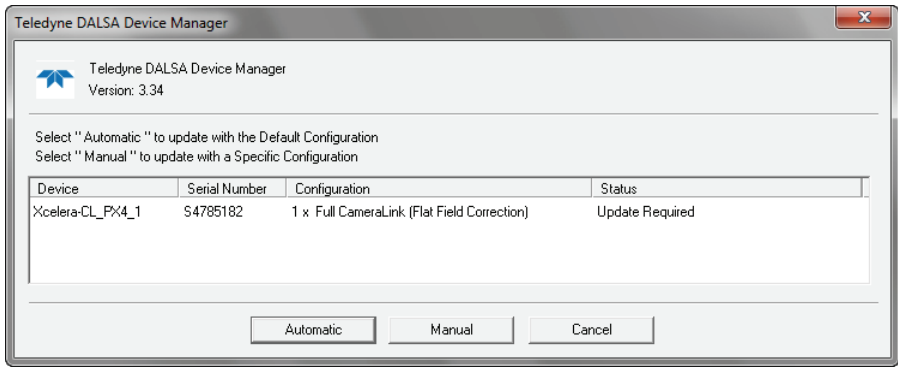 Teledyne DALSA Device Manager
Teledyne DALSA Device Manager
Version: 3.34
Select "Automatic" to update with the Default Configuration
Select "Manual" to update with a Specific Configuration
Device Serial Number Configuration Status
Xcelera-CL_PX4_1 S4785182 1 x Full CameraLink (Flat Field Correction) Update Required
Automatic Manual Cancel